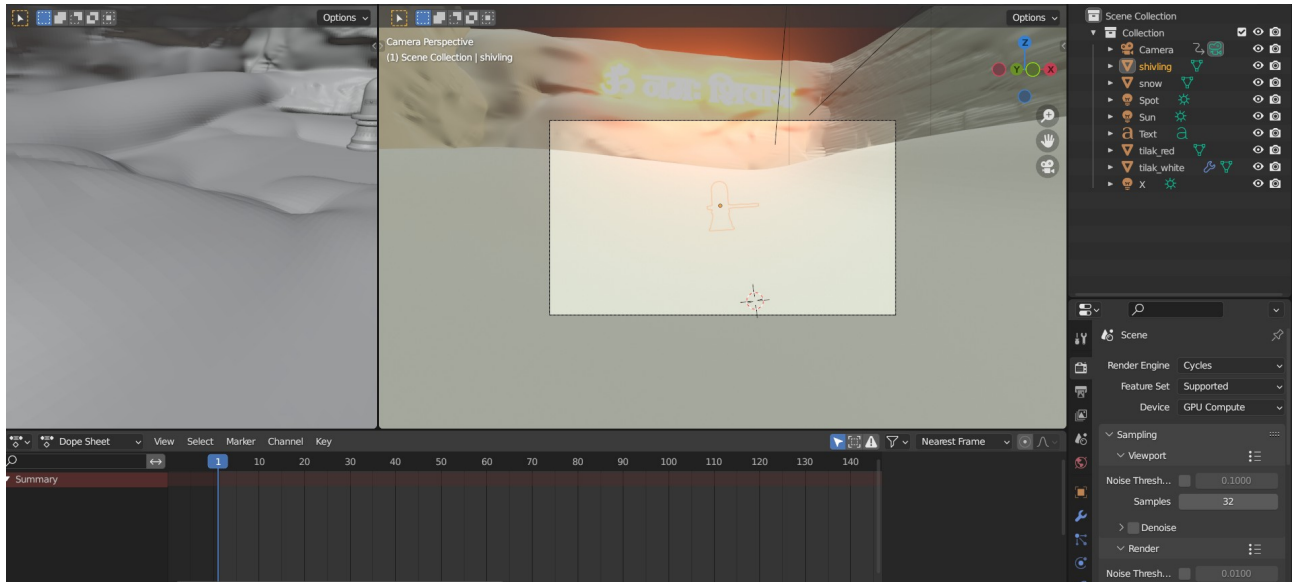 Options
Options
Camera Perspective
(1) Scene Collection | shivling
ॐ नमः शिवाय
Z
Y
X
Scene Collection
Collection
Camera
shivling
snow
Spot
Sun
Text
tilak_red
tilak_white
X
Scene
Render Engine Cycles
Feature Set Supported
Device GPU Compute
Sampling
Viewport
Noise Thresh... 0.1000
Samples 32
Denoise
Render
Noise Thresh... 0.0100
Dope Sheet View Select Marker Channel Key Nearest Frame
1 10 20 30 40 50 60 70 80 90 100 110 120 130 140
Summary